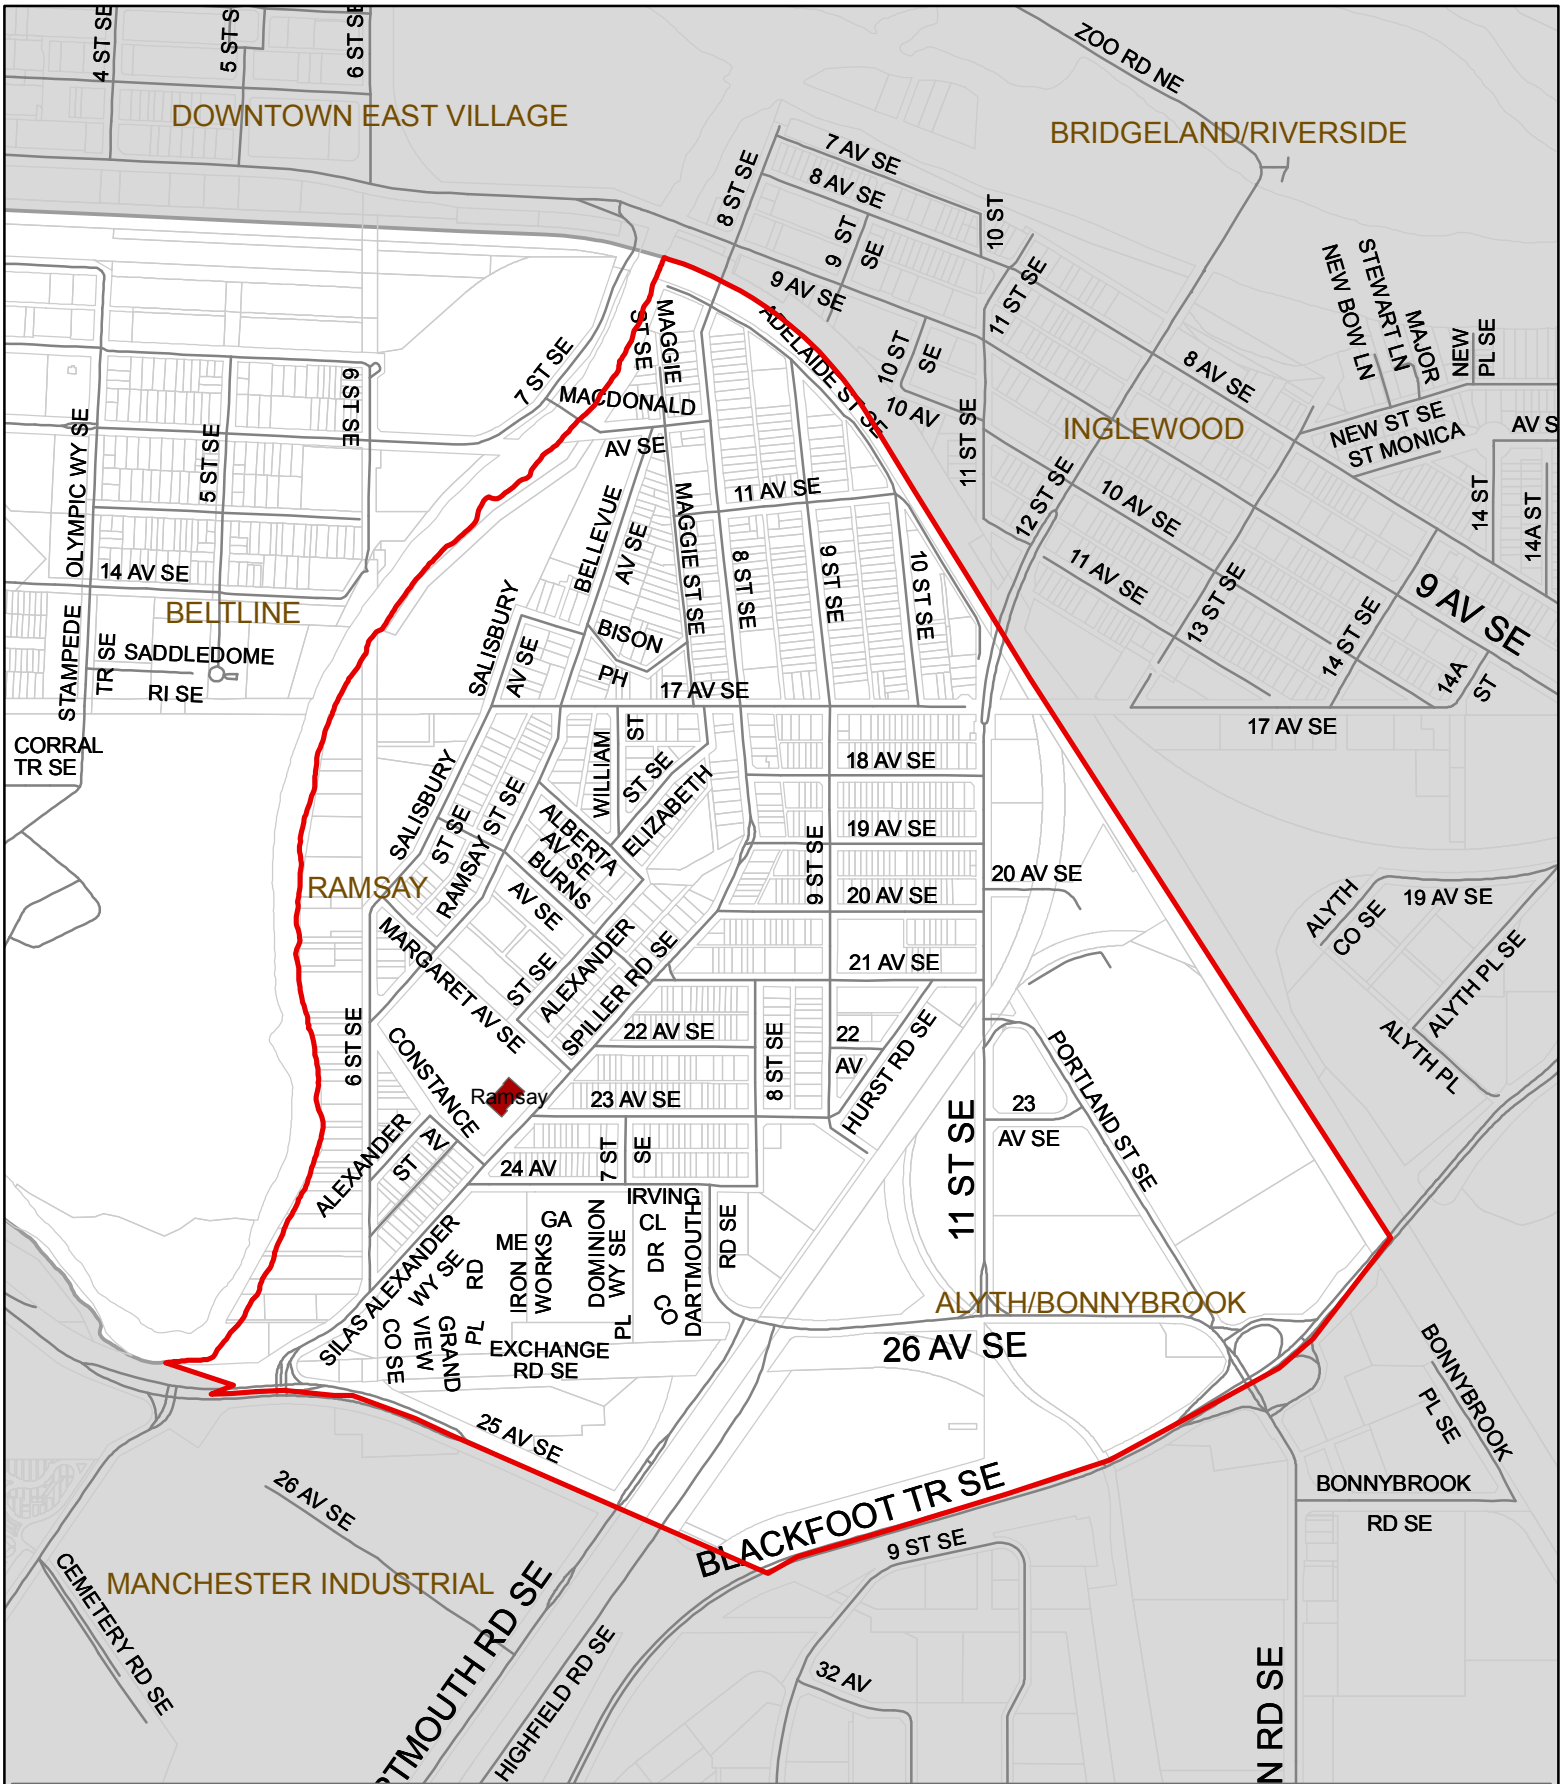 4 ST SE
5 ST S
6 ST SE
ZOO RD NE
DOWNTOWN EAST VILLAGE
BRIDGELAND/RIVERSIDE
7 AV SE
8 AV SE
8 ST SE
9 ST
SE
10 ST
9 AV SE
11 ST SE
10 ST
SE
10 AV
11 ST SE
ADELAIDE ST SE
MAGGIE
ST SE
7 ST SE
MACDONALD
AV SE
NEW BOW LN
STEWART LN
MAJOR
NEW
PL SE
8 AV SE
INGLEWOOD
NEW ST SE
ST MONICA
AV S
14 ST
14A ST
6 ST SE
OLYMPIC WY SE
5 ST SE
14 AV SE
BELTLINE
STAMPEDE
TR SE
SADDLEDOME
RI SE
CORRAL
TR SE
11 AV SE
MAGGIE ST SE
BELLEVUE
AV SE
8 ST SE
9 ST SE
10 ST SE
12 ST SE
10 AV SE
11 AV SE
13 ST SE
14 ST SE
9 AV SE
14A
ST
17 AV SE
SALISBURY
AV SE
BISON
PH
17 AV SE
WILLIAM
ST
ST SE
ELIZABETH
18 AV SE
19 AV SE
9 ST SE
20 AV SE
20 AV SE
21 AV SE
SALISBURY
ST SE
RAMSAY ST SE
ALBERTA
AV SE
BURNS
AV SE
RAMSAY
MARGARET AV SE
ST SE
ALEXANDER
SPILLER RD SE
ALYTH
CO SE
19 AV SE
ALYTH PL SE
ALYTH PL
6 ST SE
CONSTANCE
AV
22 AV SE
8 ST SE
22
AV
HURST RD SE
PORTLAND ST SE
Ramsay
23 AV SE
23
AV SE
11 ST SE
ALEXANDER
ST
24 AV
7 ST
SE
IRVING
CL
DR
CO
DARTMOUTH
RD SE
SILAS ALEXANDER
WY SE
RD
PL
ME
GA
IRON
WORKS
DOMINION
WY SE
PL
CO SE
VIEW
GRAND
EXCHANGE
RD SE
ALYTH/BONNYBROOK
26 AV SE
25 AV SE
BLACKFOOT TR SE
9 ST SE
BONNYBROOK
PL SE
BONNYBROOK
RD SE
26 AV SE
MANCHESTER INDUSTRIAL
CEMETERY RD SE
RTMOUTH RD SE
HIGHFIELD RD SE
32 AV
N RD SE